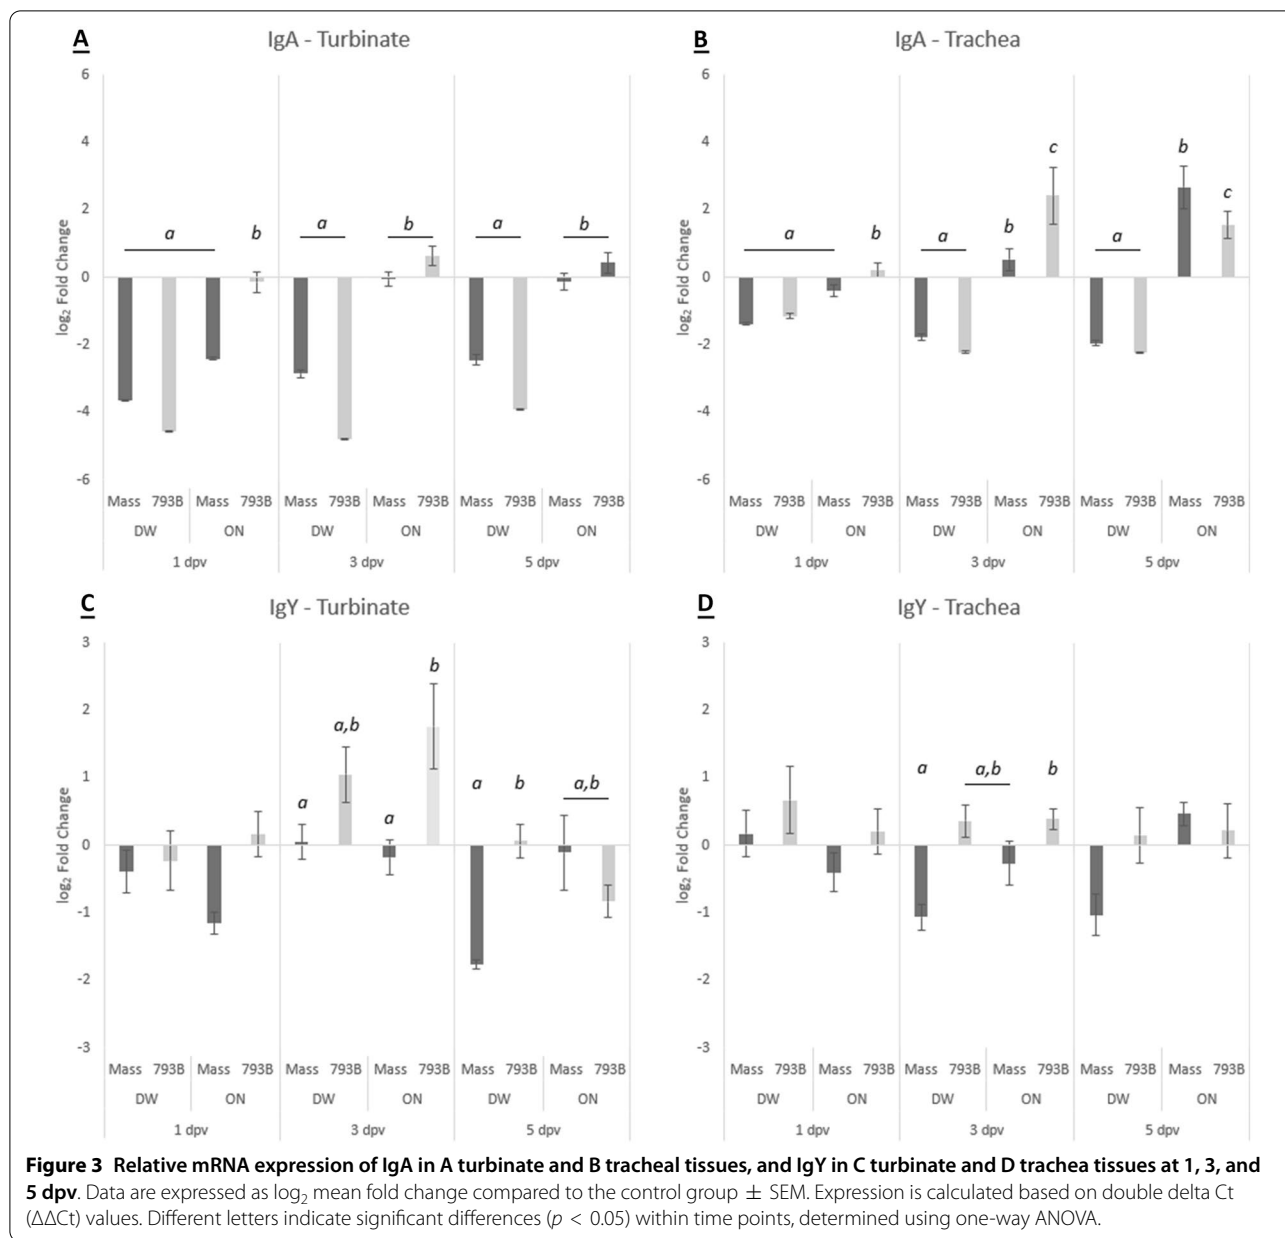 A
IgA - Turbinate
6
4
2
0
-2
-4
-6
log2 Fold Change
a
b
a
b
a
b
Mass 793B Mass 793B Mass 793B Mass 793B Mass 793B Mass 793B
DW ON DW ON DW ON
1 dpv 3 dpv 5 dpv
B
IgA - Trachea
6
4
2
0
-2
-4
-6
log2 Fold Change
a
b
a
b
c
a
b
c
Mass 793B Mass 793B Mass 793B Mass 793B Mass 793B Mass 793B
DW ON DW ON DW ON
1 dpv 3 dpv 5 dpv
C
IgY - Turbinate
3
2
1
0
-1
-2
-3
log2 Fold Change
a
a,b
a
b
a
b
a,b
Mass 793B Mass 793B Mass 793B Mass 793B Mass 793B Mass 793B
DW ON DW ON DW ON
1 dpv 3 dpv 5 dpv
D
IgY - Trachea
3
2
1
0
-1
-2
-3
log2 Fold Change
a
a,b
b
Mass 793B Mass 793B Mass 793B Mass 793B Mass 793B Mass 793B
DW ON DW ON DW ON
1 dpv 3 dpv 5 dpv
Figure 3 Relative mRNA expression of IgA in A turbinate and B tracheal tissues, and IgY in C turbinate and D trachea tissues at 1, 3, and
5 dpv. Data are expressed as log2 mean fold change compared to the control group ± SEM. Expression is calculated based on double delta Ct
(ΔΔCt) values. Different letters indicate significant differences (p < 0.05) within time points, determined using one-way ANOVA.